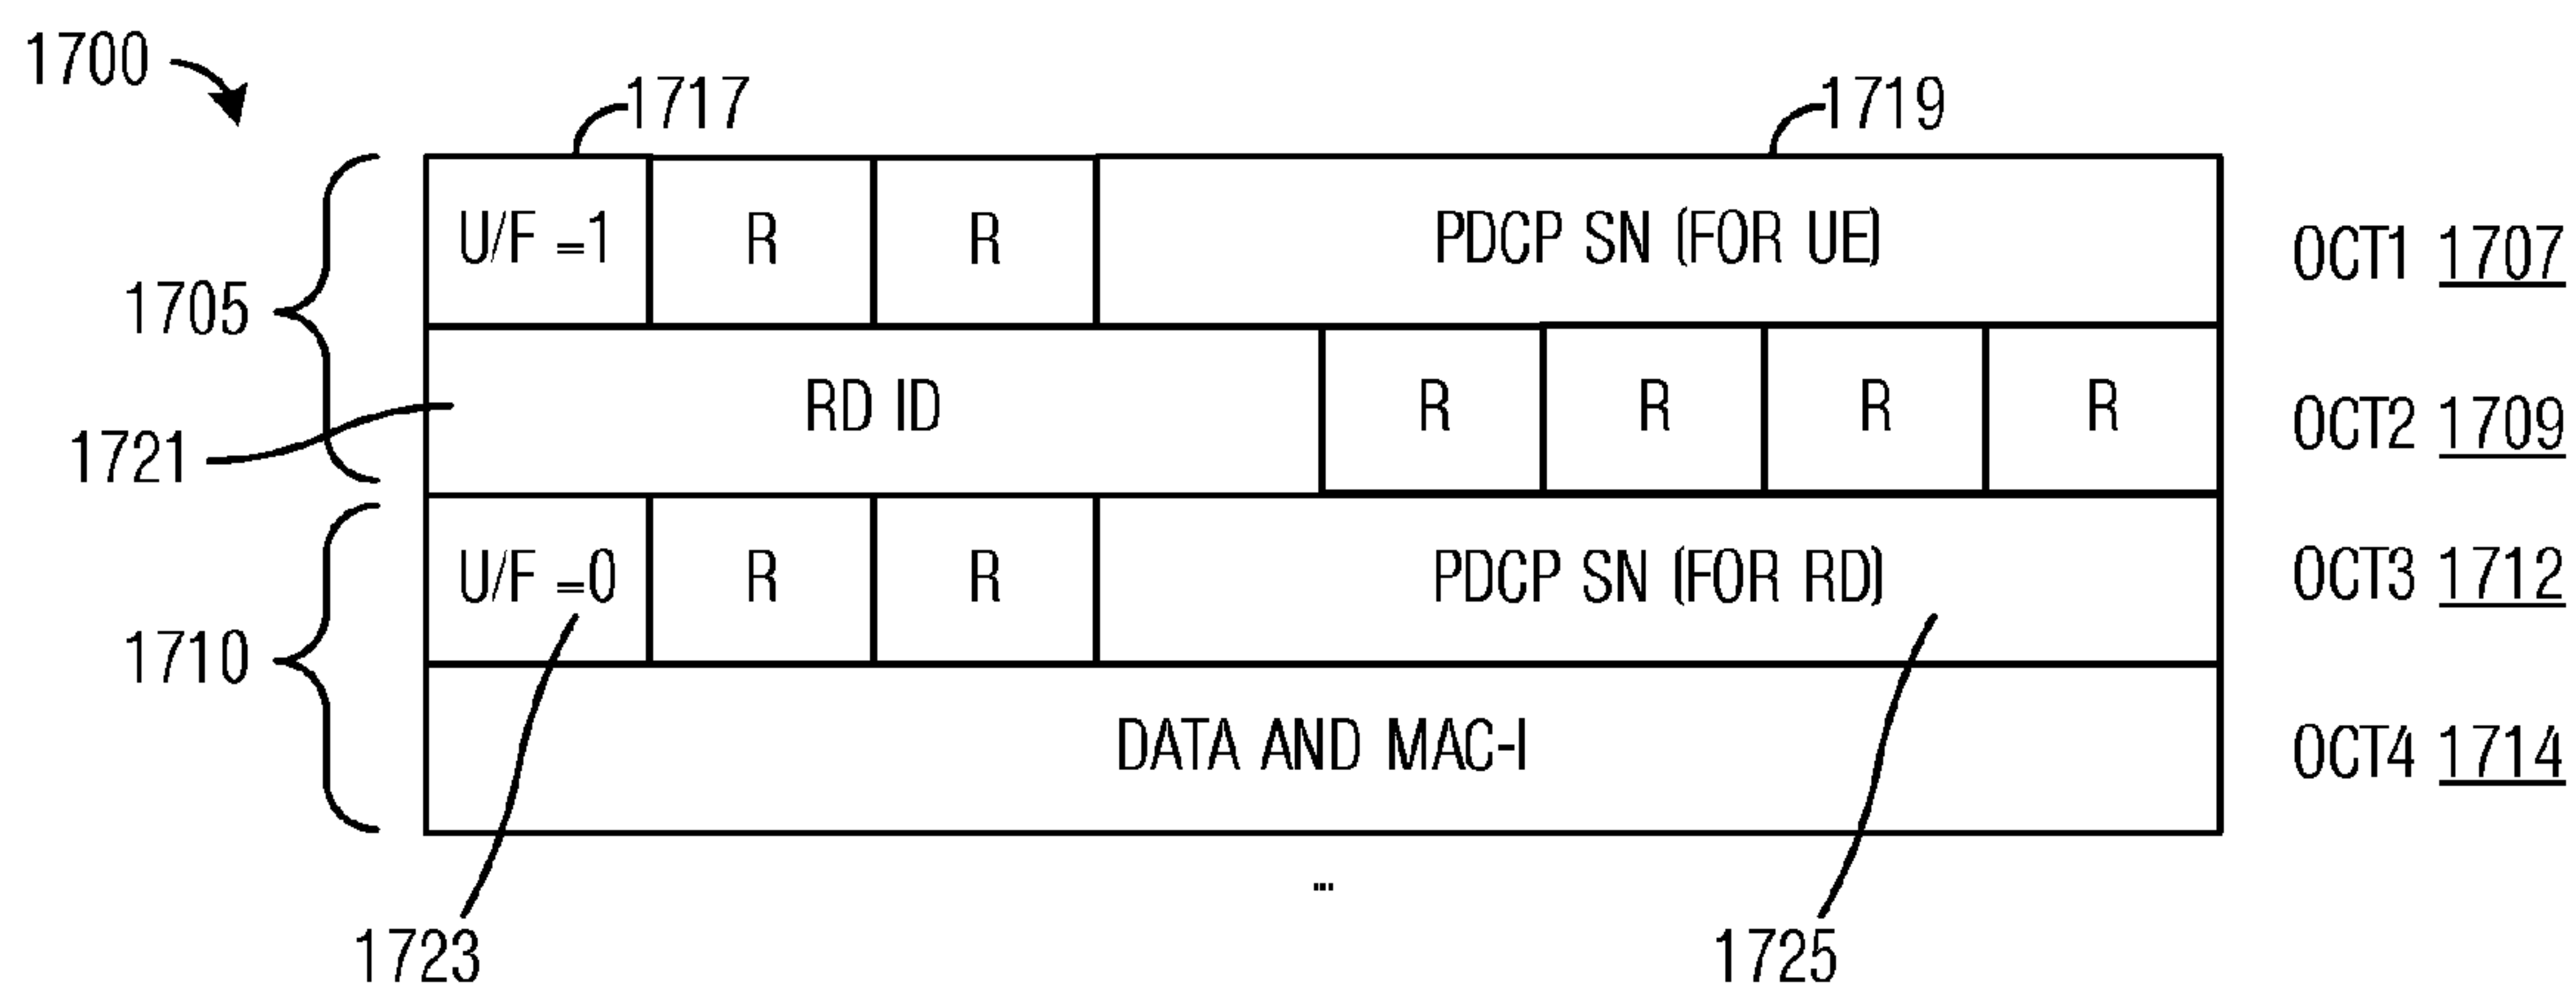 1700
1717
1719
U/F =1 R R PDCP SN (FOR UE) OCT1 1707
1705
RD ID R R R R OCT2 1709
1721
U/F =0 R R PDCP SN (FOR RD) OCT3 1712
1710
DATA AND MAC-I OCT4 1714
...
1723
1725